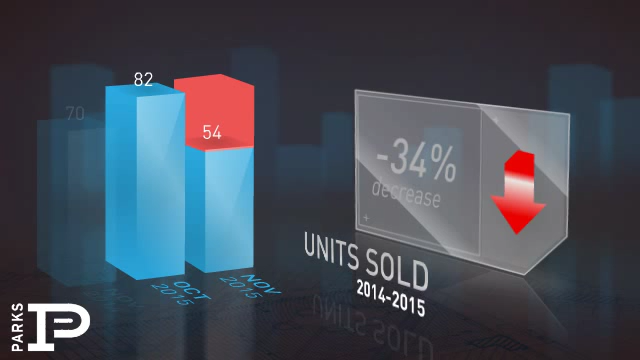 70
82
54
OCT
2015
NOV
2015
-34%
decrease
UNITS SOLD
2014-2015
PARKS
P